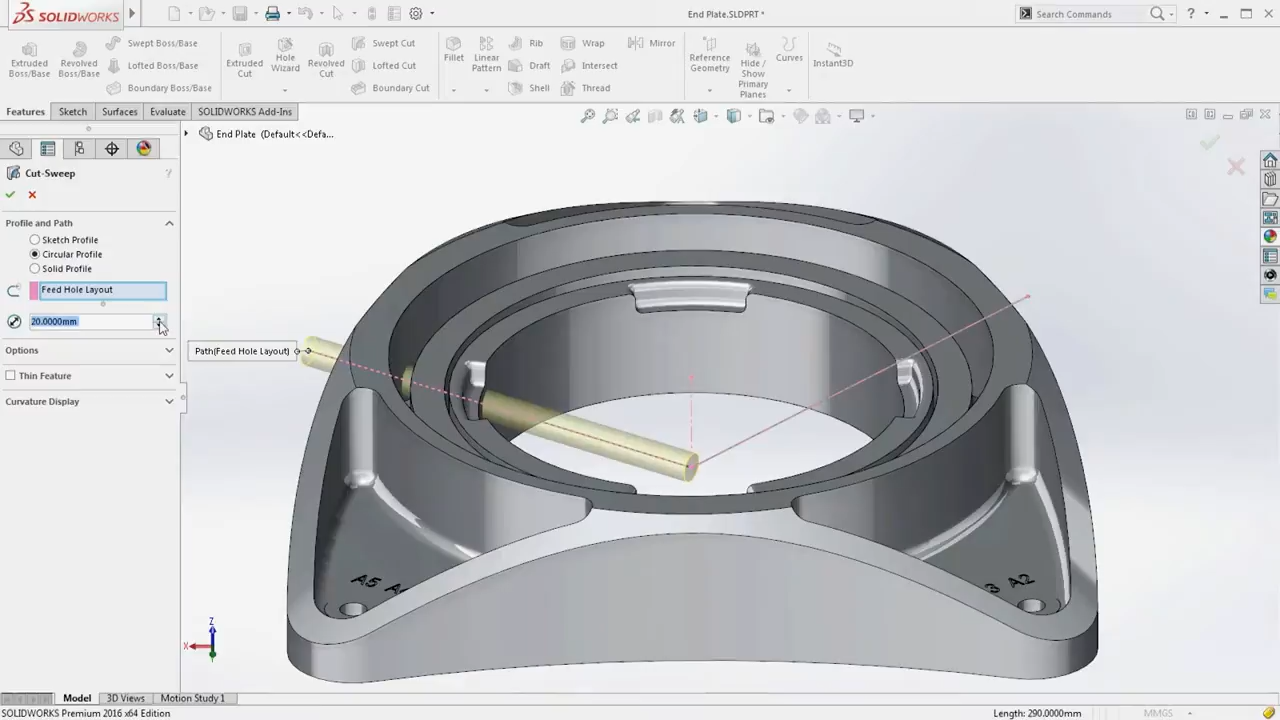 SOLIDWORKS
End Plate.SLDPRT *
Search Commands
Extruded Boss/Base
Revolved Boss/Base
Swept Boss/Base
Lofted Boss/Base
Boundary Boss/Base
Extruded Cut
Hole Wizard
Revolved Cut
Swept Cut
Lofted Cut
Boundary Cut
Fillet
Linear Pattern
Rib
Draft
Shell
Wrap
Intersect
Thread
Mirror
Reference Geometry
Hide / Show Primary Planes
Curves
Instant3D
Features
Sketch
Surfaces
Evaluate
SOLIDWORKS Add-Ins
End Plate (Default<<Defa...
Cut-Sweep
Profile and Path
Sketch Profile
Circular Profile
Solid Profile
Feed Hole Layout
20.0000mm
Options
Thin Feature
Curvature Display
Path(Feed Hole Layout)
A5
A2
Z
X
Model
3D Views
Motion Study 1
SOLIDWORKS Premium 2016 x64 Edition
Length: 290.0000mm
MMGS